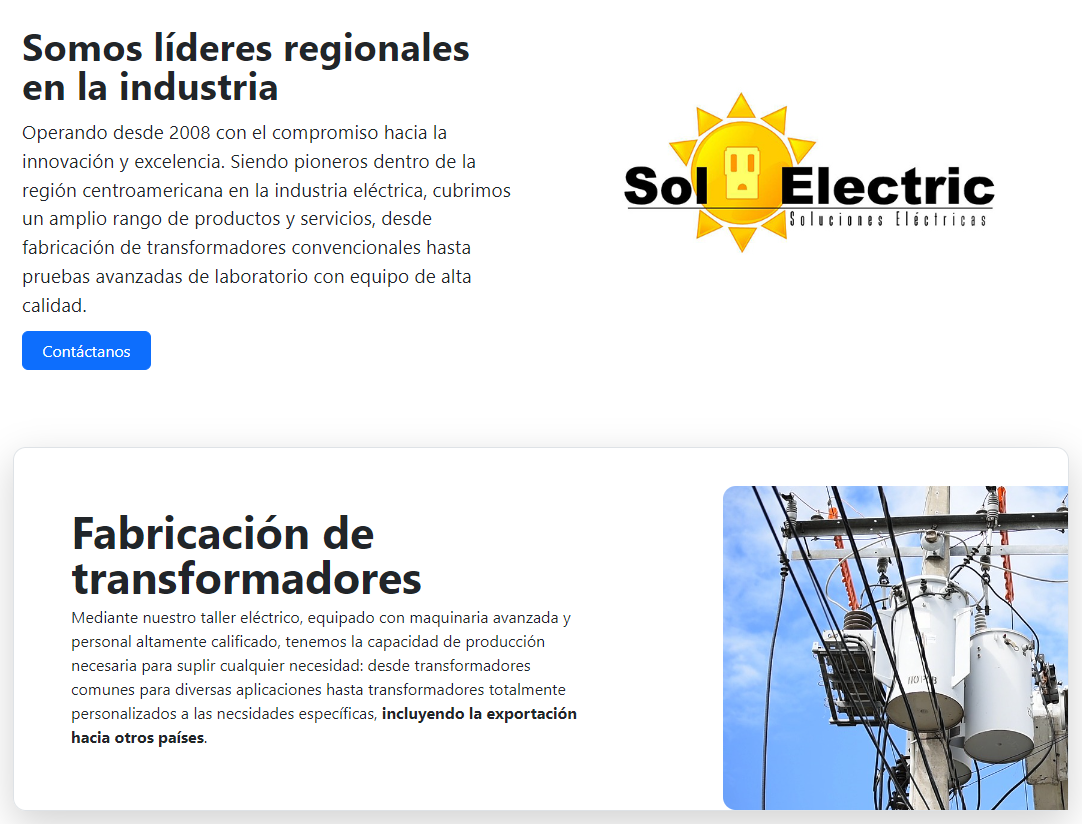 Somos líderes regionales
en la industria
Operando desde 2008 con el compromiso hacia la
innovación y excelencia. Siendo pioneros dentro de la
región centroamericana en la industria eléctrica, cubrimos
un amplio rango de productos y servicios, desde
fabricación de transformadores convencionales hasta
pruebas avanzadas de laboratorio con equipo de alta
calidad.
Contáctanos
Sol Electric
Soluciones Eléctricas
Fabricación de
transformadores
Mediante nuestro taller eléctrico, equipado con maquinaria avanzada y
personal altamente calificado, tenemos la capacidad de producción
necesaria para suplir cualquier necesidad: desde transformadores
comunes para diversas aplicaciones hasta transformadores totalmente
personalizados a las necsidades específicas, incluyendo la exportación
hacia otros países.